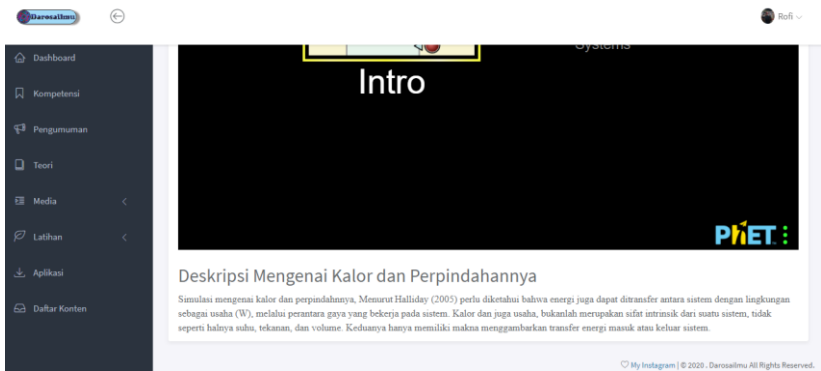 Darosailmu
Rofi
Dashboard
Kompetensi
Pengumuman
Teori
Media
Latihan
Aplikasi
Daftar Konten
Systems
Intro
PhET
Deskripsi Mengenai Kalor dan Perpindahannya
Simulasi mengenai kalor dan perpindahnnya, Menurut Halliday (2005) perlu diketahui bahwa energi juga dapat ditransfer antara sistem dengan lingkungan
sebagai usaha (W), melalui perantara gaya yang bekerja pada sistem. Kalor dan juga usaha, bukanlah merupakan sifat intrinsik dari suatu sistem, tidak
seperti halnya suhu, tekanan, dan volume. Keduanya hanya memiliki makna menggambarkan transfer energi masuk atau keluar sistem.
My Instagram | © 2020 . Darosailmu All Rights Reserved.